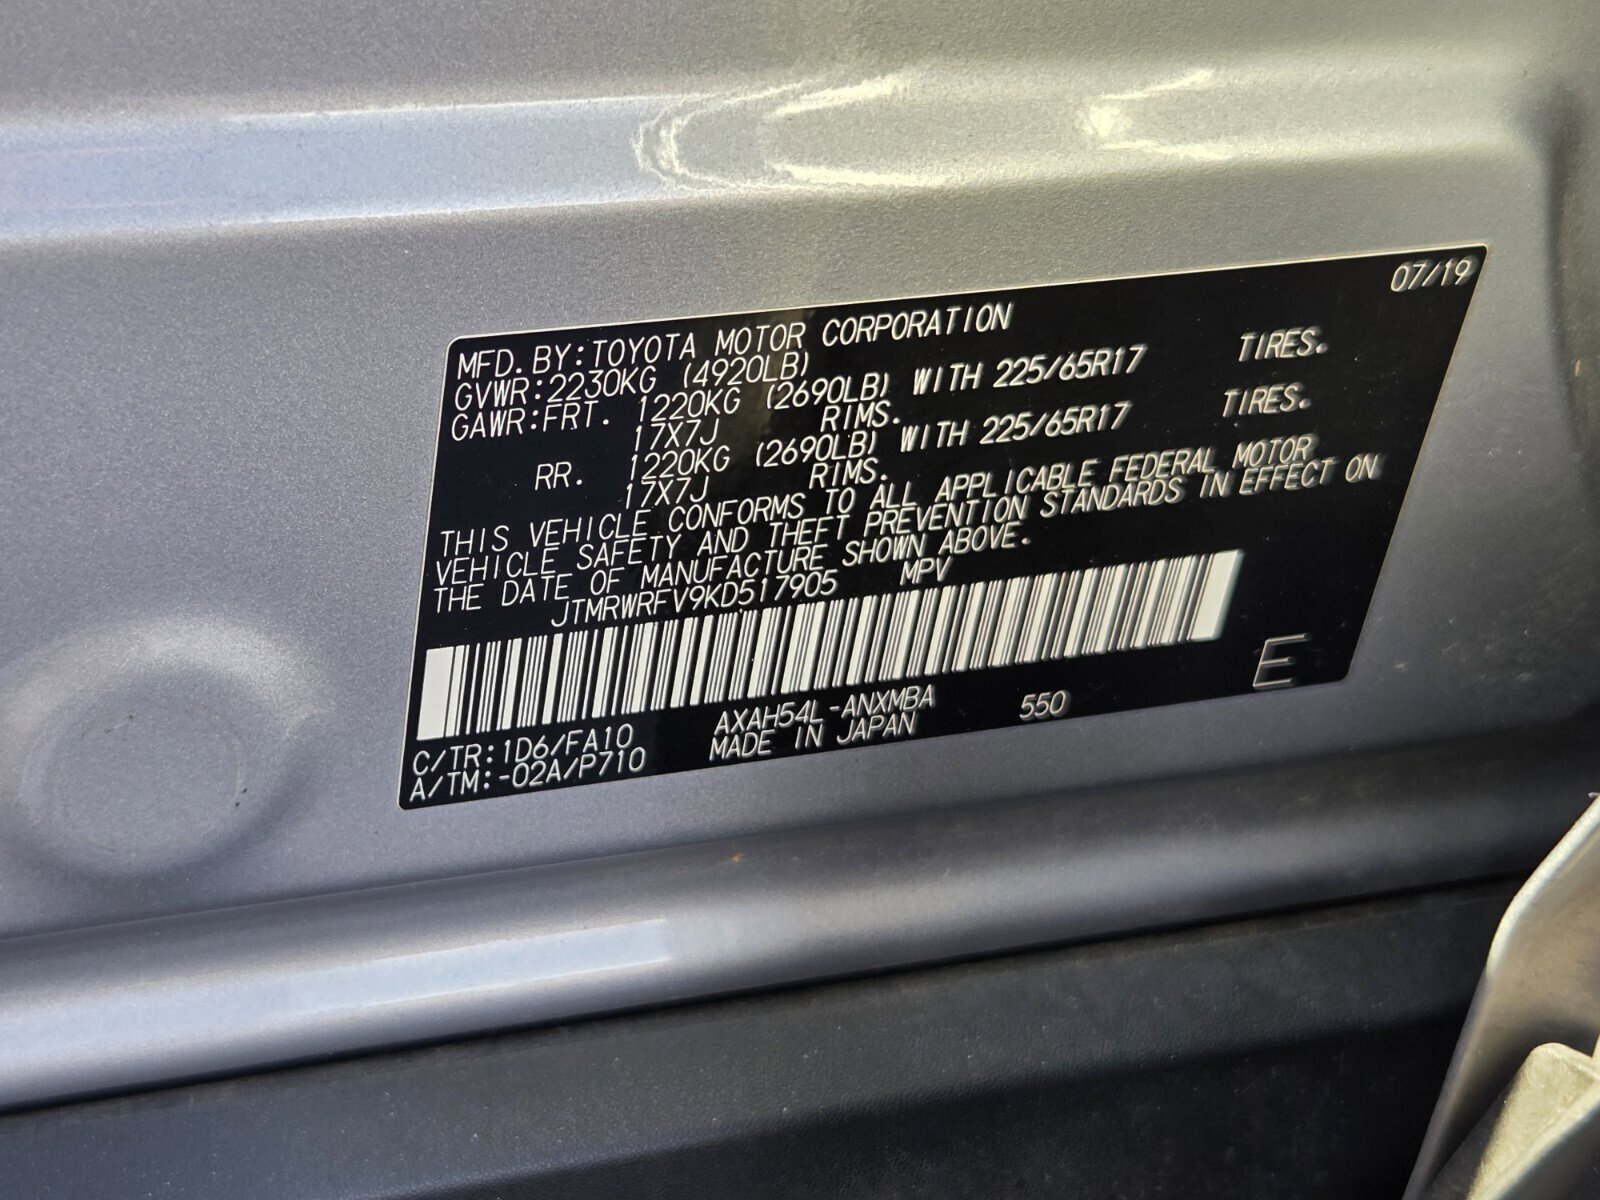 07/19
MFD.BY:TOYOTA MOTOR CORPORATION
GVWR:2230KG (4920LB)
GAWR:FRT. 1220KG (2690LB) WITH 225/65R17 TIRES.
17X7J RIMS.
RR. 1220KG (2690LB) WITH 225/65R17 TIRES.
17X7J RIMS.
THIS VEHICLE CONFORMS TO ALL APPLICABLE FEDERAL MOTOR
VEHICLE SAFETY AND THEFT PREVENTION STANDARDS IN EFFECT ON
THE DATE OF MANUFACTURE SHOWN ABOVE.
JTMRWRFV9KD517905 MPV
E
C/TR:1D6/FA10 AXAH54L-ANXMBA 550
A/TM:-02A/P710 MADE IN JAPAN